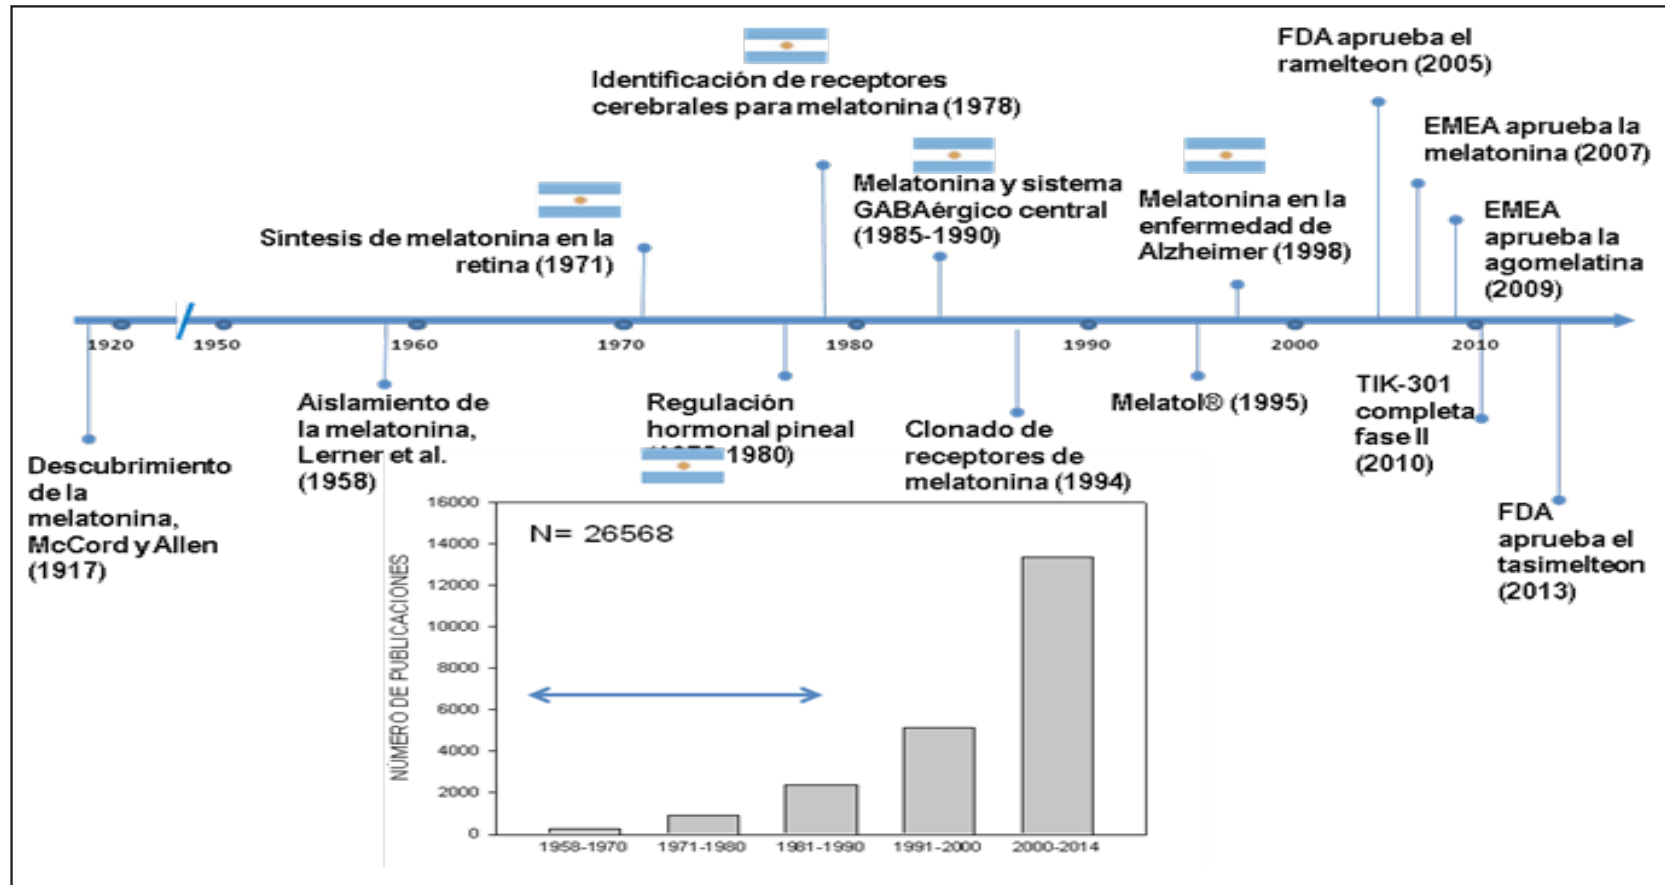 FDA aprueba el
ramelteon (2005)
Identificación de receptores
cerebrales para melatonina (1978)
EMEA aprueba la
melatonina (2007)
Melatonina y sistema
GABAérgico central
(1985-1990)
Melatonina en la
enfermedad de
Alzheimer (1998)
EMEA
aprueba la
agomelatina
(2009)
Síntesis de melatonina en la
retina (1971)
1920
1950
1960
1970
1980
1990
2000
2010
Descubrimiento
de la
melatonina,
McCord y Allen
(1917)
Aislamiento de
la melatonina,
Lerner et al.
(1958)
Regulación
hormonal pineal
1980)
Clonado de
receptores de
melatonina (1994)
Melatol® (1995)
TIK-301
completa
fase II
(2010)
FDA
aprueba el
tasimelteon
(2013)
N= 26568
NÚMERO DE PUBLICACIONES
16000
14000
12000
10000
8000
6000
4000
2000
0
1958-1970
1971-1980
1981-1990
1991-2000
2000-2014